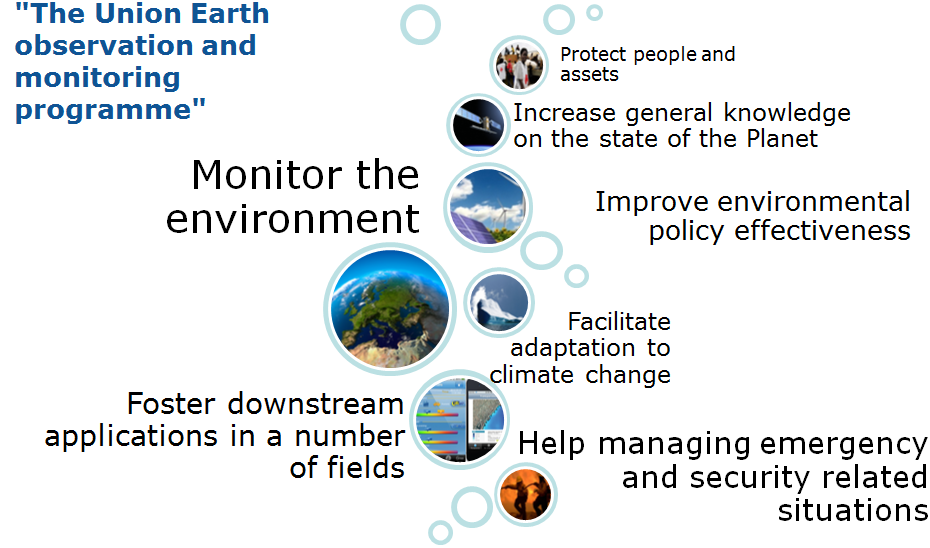 "The Union Earth
observation and
monitoring
programme"
Protect people and
assets
Increase general knowledge
on the state of the Planet
Monitor the
environment
Improve environmental
policy effectiveness
Facilitate
adaptation to
climate change
Foster downstream
applications in a number
of fields
Help managing emergency
and security related
situations